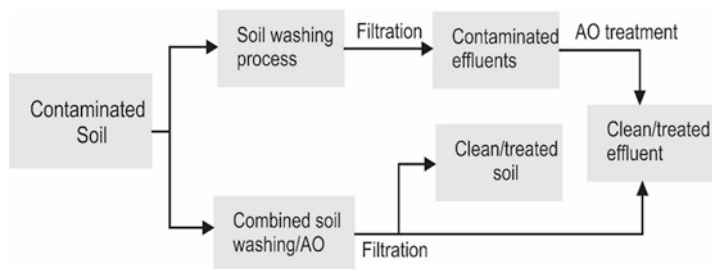 Contaminated
Soil
Soil washing
process
Filtration
Contaminated
effluents
AO treatment
Clean/treated
effluent
Clean/treated
soil
Combined soil
washing/AO
Filtration